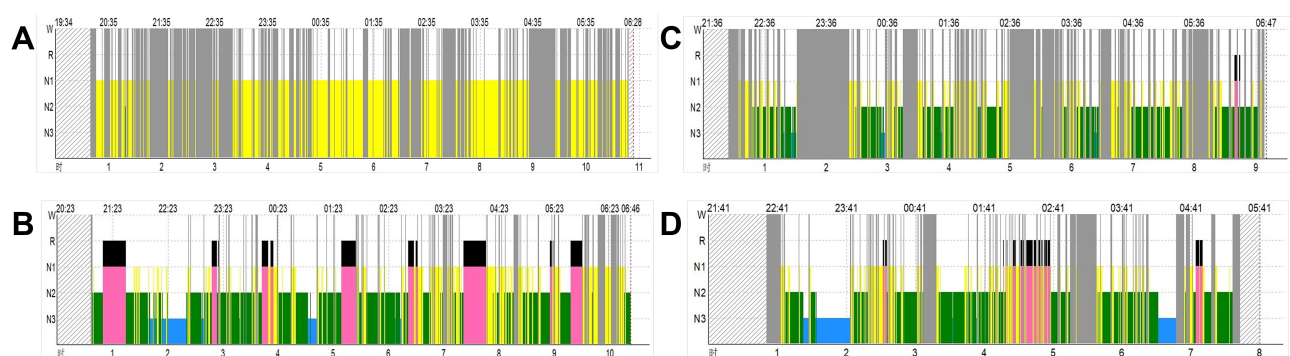 A
19:34 20:35 21:35 22:35 23:35 00:35 01:35 02:35 03:35 04:35 05:35 06:28
W
R
N1
N2
N3
时 1 2 3 4 5 6 7 8 9 10 11
C
21:36 22:36 23:36 00:36 01:36 02:36 03:36 04:36 05:36 06:47
W
R
N1
N2
N3
时 1 2 3 4 5 6 7 8 9
B
20:23 21:23 22:23 23:23 00:23 01:23 02:23 03:23 04:23 05:23 06:23 06:46
W
R
N1
N2
N3
时 1 2 3 4 5 6 7 8 9 10
D
21:41 22:41 23:41 00:41 01:41 02:41 03:41 04:41 05:41
W
R
N1
N2
N3
时 1 2 3 4 5 6 7 8